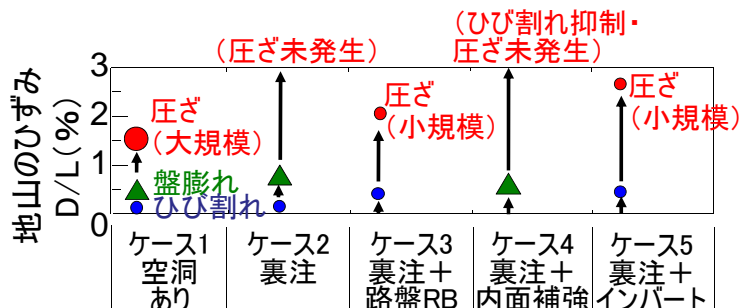 (ひび割れ抑制・
(圧ざ未発生) 圧ざ未発生)
地山のひずみ
D/L(%)
3
2
1
0
圧ざ
(大規模)
盤膨れ
ひび割れ
圧ざ
(小規模)
圧ざ
(小規模)
ケース1
空洞
あり
ケース2
裏注
ケース3
裏注+
路盤RB
ケース4
裏注+
内面補強
ケース5
裏注+
インバート